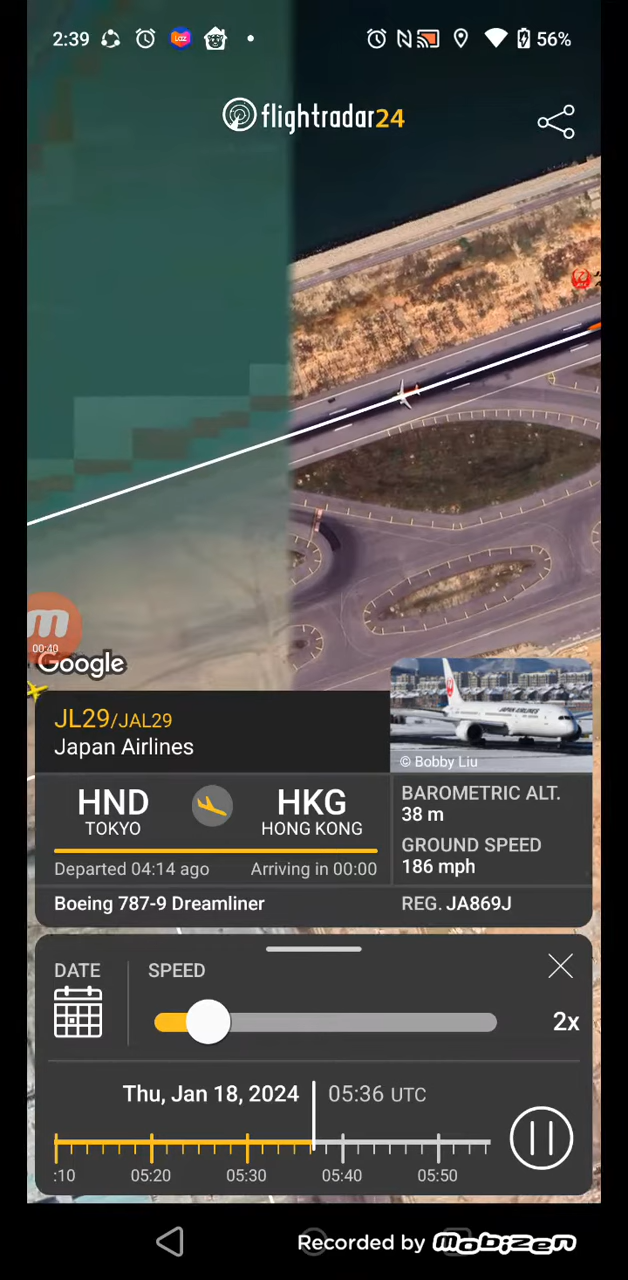 2:39
Laz
56%
flightradar24
m
00:40
Google
JL29/JAL29
Japan Airlines
JAPAN AIRLINES
© Bobby Liu
HND
TOKYO
HKG
HONG KONG
Departed 04:14 ago
Arriving in 00:00
BAROMETRIC ALT.
38 m
GROUND SPEED
186 mph
Boeing 787-9 Dreamliner
REG. JA869J
DATE
SPEED
2x
Thu, Jan 18, 2024
05:36 UTC
:10
05:20
05:30
05:40
05:50
Recorded by mobizen